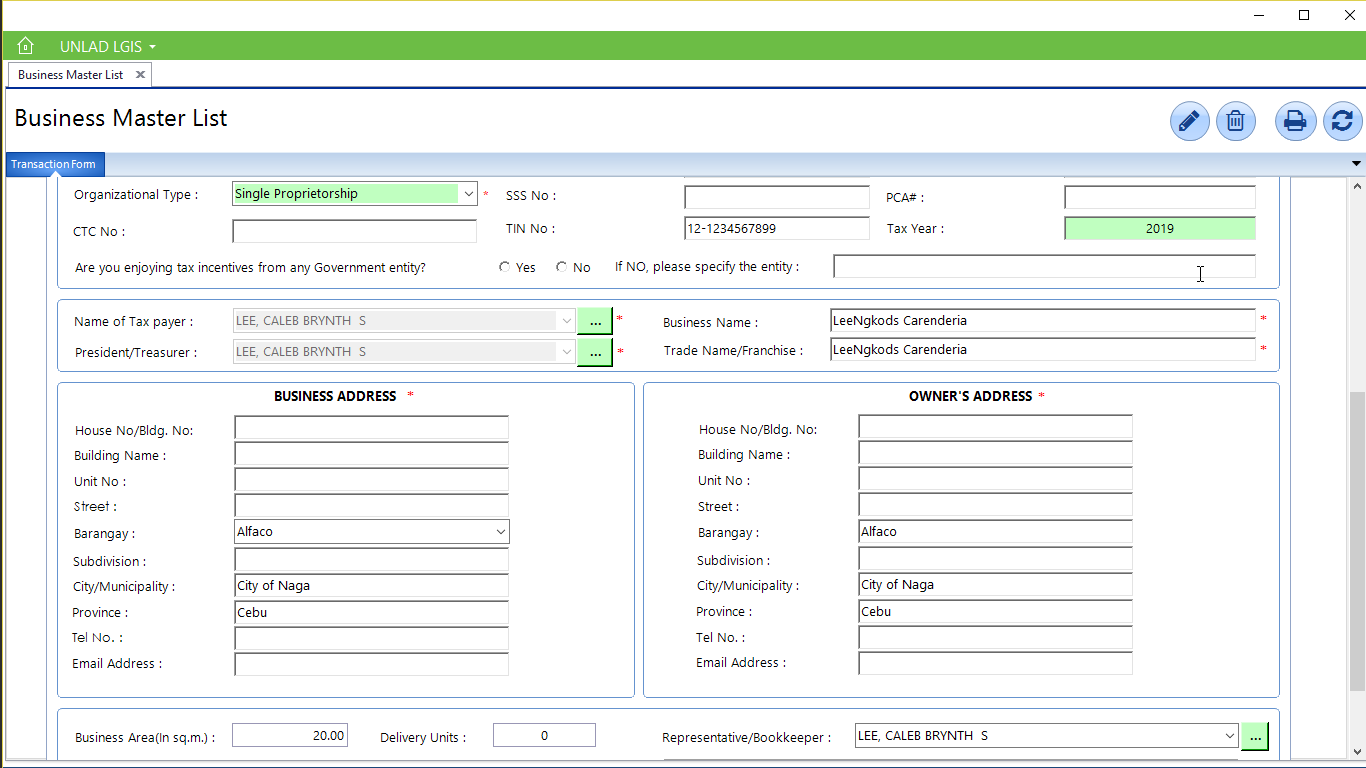 UNLAD LGIS
Business Master List
Business Master List
Transaction Form
Organizational Type : Single Proprietorship * SSS No : PCA# :
CTC No : TIN No : 12-1234567899 Tax Year : 2019
Are you enjoying tax incentives from any Government entity? Yes No If NO, please specify the entity :
Name of Tax payer : LEE, CALEB BRYNTH S ... * Business Name : LeeNgkods Carenderia *
President/Treasurer : LEE, CALEB BRYNTH S ... * Trade Name/Franchise : LeeNgkods Carenderia *
BUSINESS ADDRESS *
House No/Bldg. No:
Building Name :
Unit No :
Street :
Barangay : Alfaco
Subdivision :
City/Municipality : City of Naga
Province : Cebu
Tel No. :
Email Address :
OWNER'S ADDRESS *
House No/Bldg. No:
Building Name :
Unit No :
Street :
Barangay : Alfaco
Subdivision :
City/Municipality : City of Naga
Province : Cebu
Tel No. :
Email Address :
Business Area(In sq.m.) : 20.00 Delivery Units : 0 Representative/Bookkeeper : LEE, CALEB BRYNTH S ...